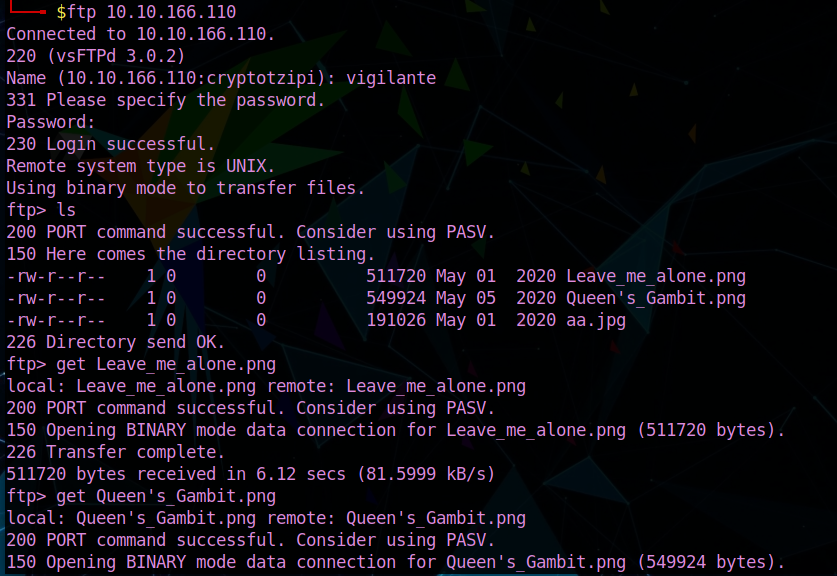 $ftp 10.10.166.110
Connected to 10.10.166.110.
220 (vsFTPd 3.0.2)
Name (10.10.166.110:cryptotzipi): vigilante
331 Please specify the password.
Password:
230 Login successful.
Remote system type is UNIX.
Using binary mode to transfer files.
ftp> ls
200 PORT command successful. Consider using PASV.
150 Here comes the directory listing.
-rw-r--r--    1 0        0          511720 May 01  2020 Leave_me_alone.png
-rw-r--r--    1 0        0          549924 May 05  2020 Queen's_Gambit.png
-rw-r--r--    1 0        0          191026 May 01  2020 aa.jpg
226 Directory send OK.
ftp> get Leave_me_alone.png
local: Leave_me_alone.png remote: Leave_me_alone.png
200 PORT command successful. Consider using PASV.
150 Opening BINARY mode data connection for Leave_me_alone.png (511720 bytes).
226 Transfer complete.
511720 bytes received in 6.12 secs (81.5999 kB/s)
ftp> get Queen's_Gambit.png
local: Queen's_Gambit.png remote: Queen's_Gambit.png
200 PORT command successful. Consider using PASV.
150 Opening BINARY mode data connection for Queen's_Gambit.png (549924 bytes).